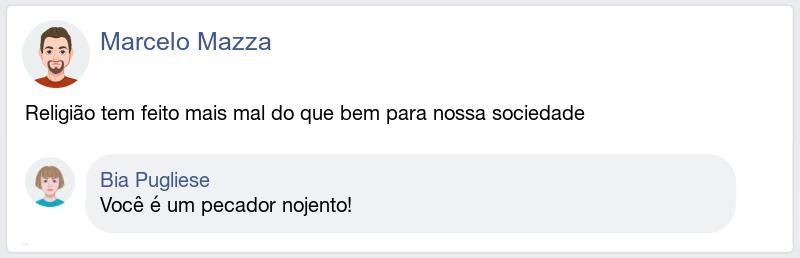 Marcelo Mazza
Religião tem feito mais mal do que bem para nossa sociedade
Bia Pugliese
Você é um pecador nojento!